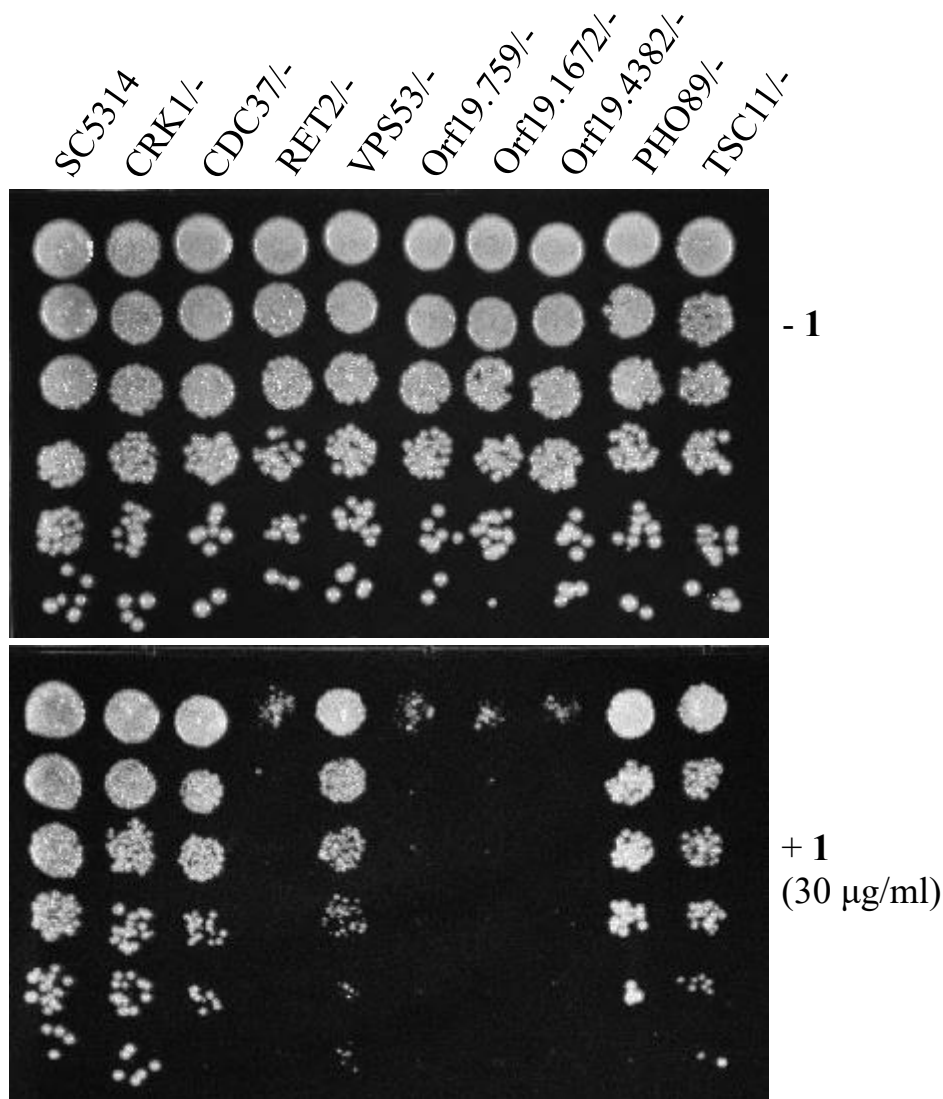 SC5314
CRK1/-
CDC37/-
RET2/-
VPS53/-
Orf19.759/-
Orf19.1672/-
Orf19.4382/-
PHO89/-
TSC11/-
- 1
+ 1
(30 μg/ml)